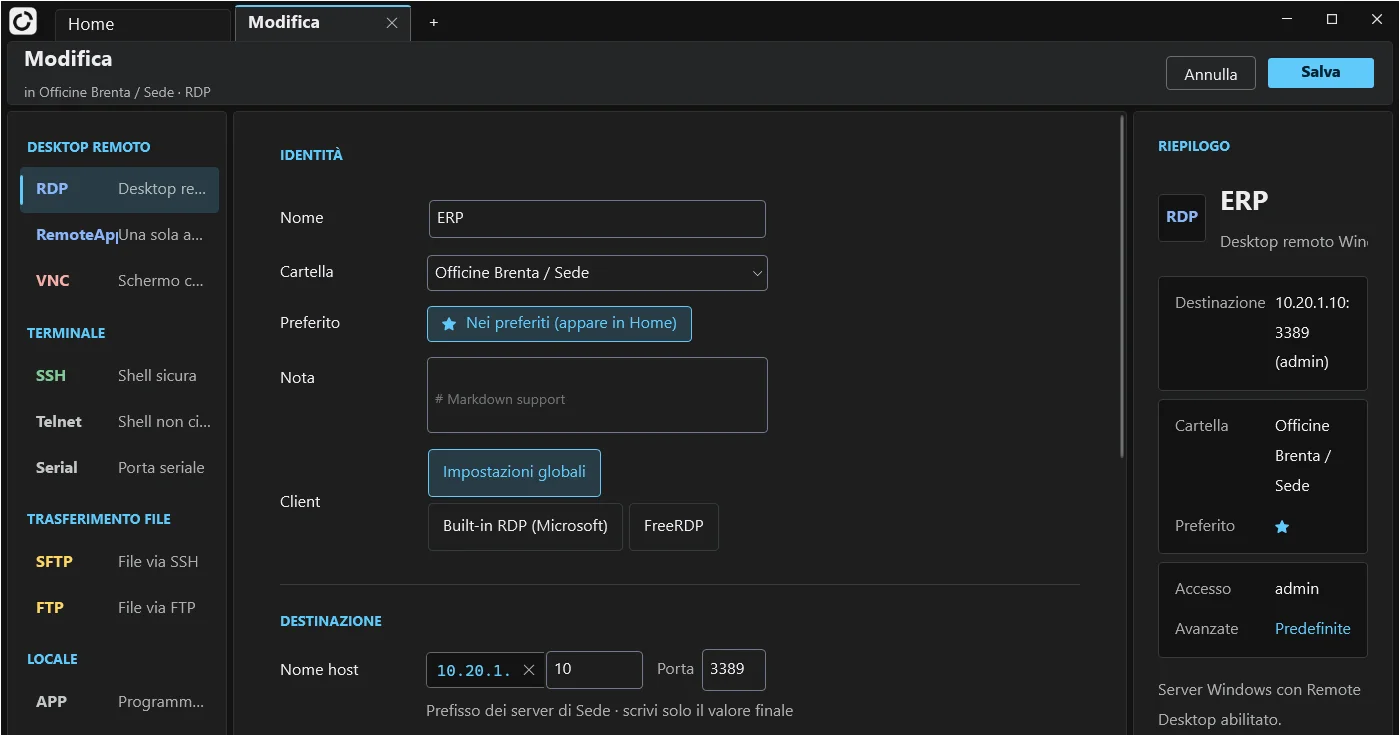 Home
Modifica
+
Modifica
in Officine Brenta / Sede · RDP
Annulla
Salva
DESKTOP REMOTO
RDP Desktop re...
RemoteApp Una sola a...
VNC Schermo c...
TERMINALE
SSH Shell sicura
Telnet Shell non ci...
Serial Porta seriale
TRASFERIMENTO FILE
SFTP File via SSH
FTP File via FTP
LOCALE
APP Programm...
IDENTITÀ
Nome ERP
Cartella Officine Brenta / Sede
Preferito Nei preferiti (appare in Home)
Nota # Markdown support
Impostazioni globali
Client
Built-in RDP (Microsoft) FreeRDP
DESTINAZIONE
Nome host 10.20.1. 10 Porta 3389
Prefisso dei server di Sede · scrivi solo il valore finale
RIEPILOGO
RDP
ERP
Desktop remoto Win
Destinazione 10.20.1.10:
3389
(admin)
Cartella Officine
Brenta /
Sede
Preferito
Accesso admin
Avanzate Predefinite
Server Windows con Remote
Desktop abilitato.